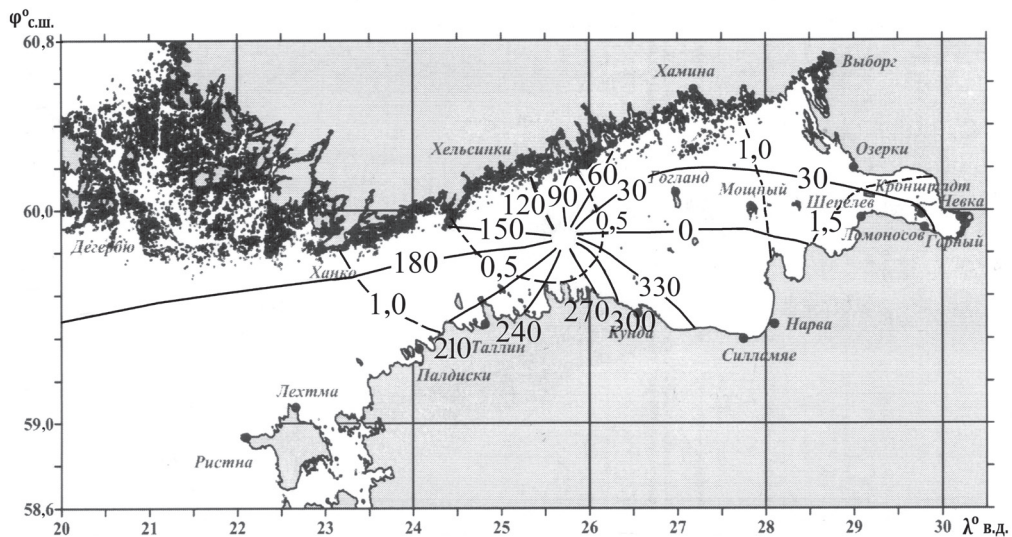 φ° с.ш.
60,8
Выборг
Хамина
Хельсинки
1,0
Озерки
60
90
30
Гогланд
30
Кронштадт
120
Мощный
Шепелев
Невка
60,0
150
0,5
0
1,5
Ломоносов
Горный
Дегербю
Ханко
180
0,5
330
1,0
270
300
Кунда
240
210
Таллин
Нарва
Силламяе
Палдиски
Лехтма
59,0
Ристна
58,6
20 21 22 23 24 25 26 27 28 29 30 λ° в.д.